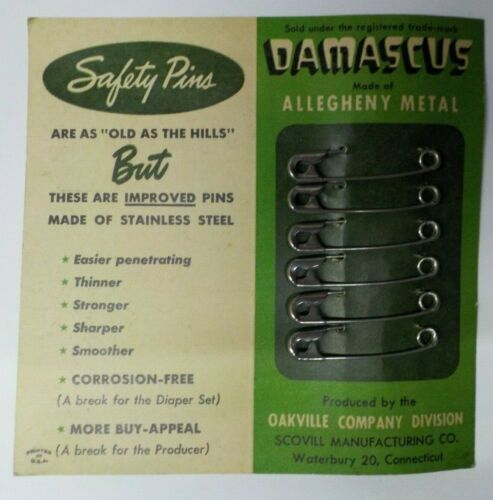 Safety Pins
ARE AS "OLD AS THE HILLS"
But
THESE ARE IMPROVED PINS
MADE OF STAINLESS STEEL
★ Easier penetrating
★ Thinner
★ Stronger
★ Sharper
★ Smoother
★ CORROSION-FREE
(A break for the Diaper Set)
★ MORE BUY-APPEAL
(A break for the Producer)
PRINTED
IN
U.S.A.
Sold under the registered trade-mark
DAMASCUS
Made of
ALLEGHENY METAL
Produced by the
OAKVILLE COMPANY DIVISION
SCOVILL MANUFACTURING CO.
Waterbury 20, Connecticut